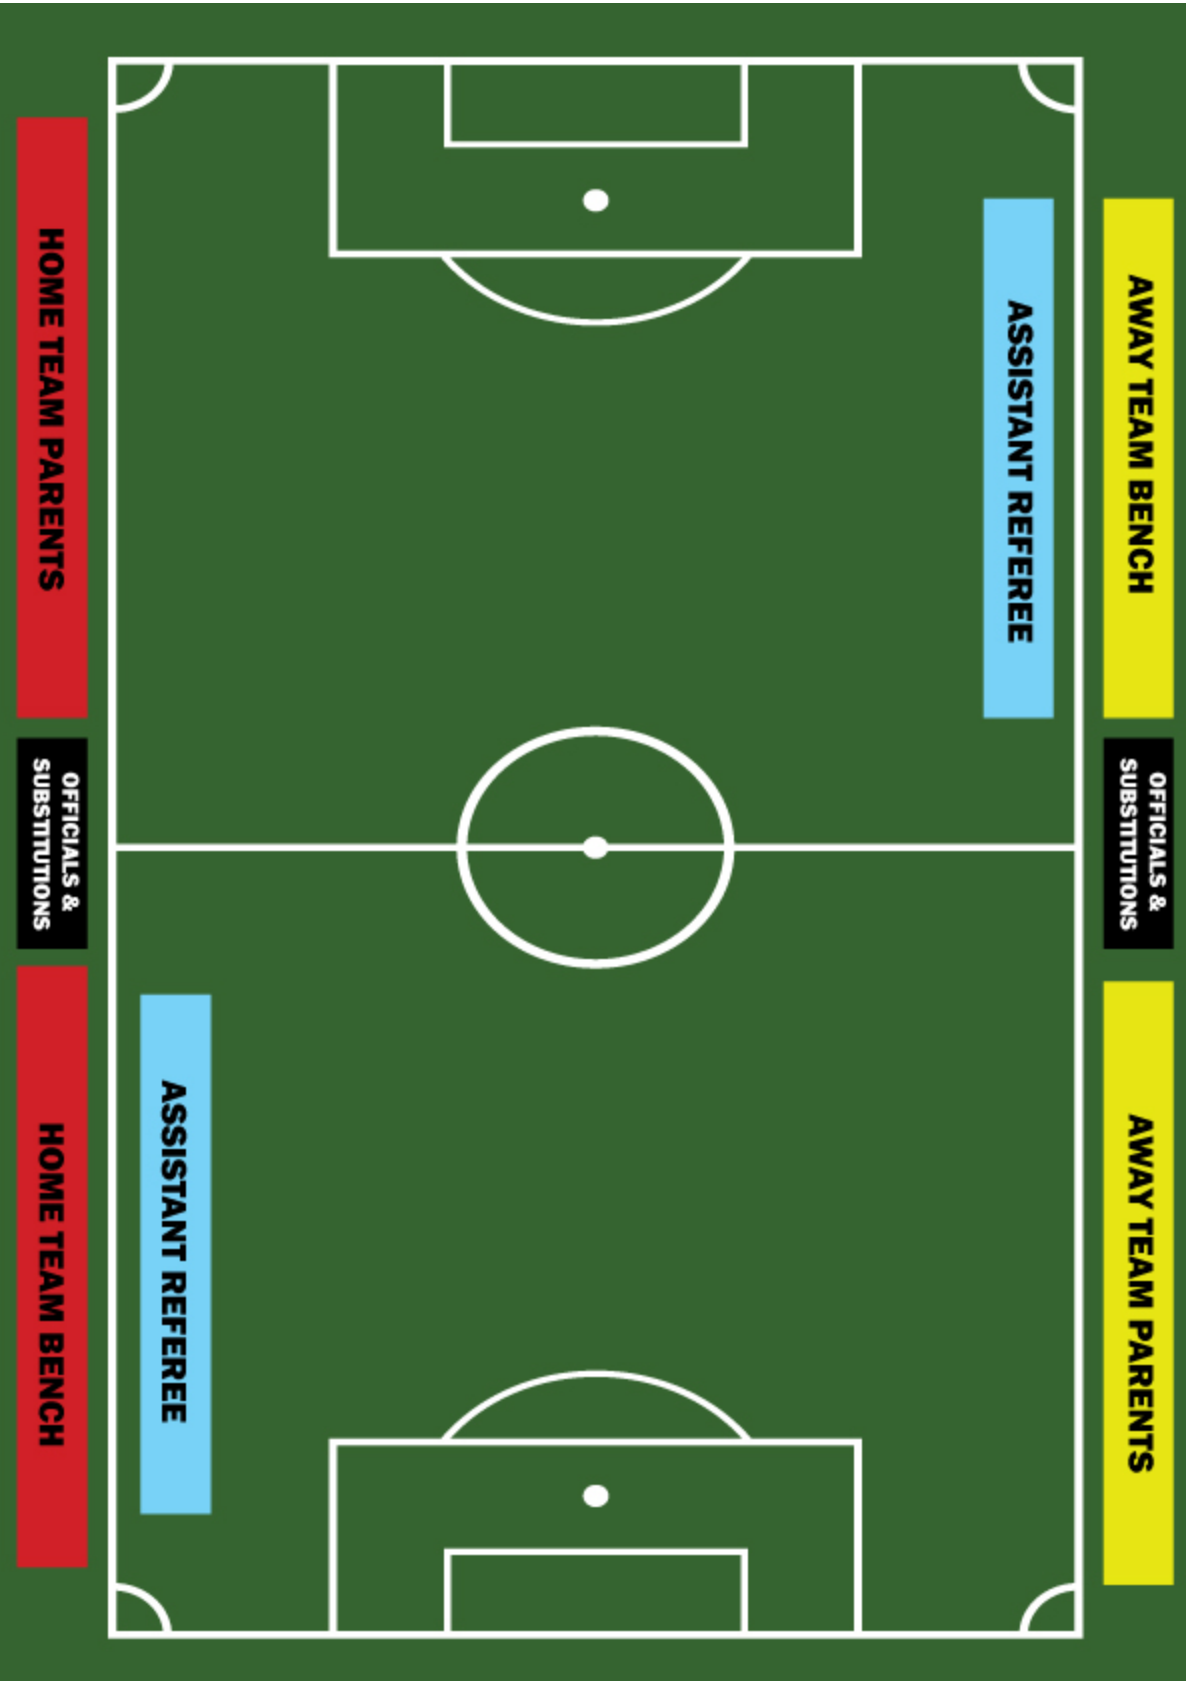 HOME TEAM PARENTS
OFFICIALS &
SUBSTITUTIONS
HOME TEAM BENCH
ASSISTANT REFEREE
ASSISTANT REFEREE
AWAY TEAM BENCH
OFFICIALS &
SUBSTITUTIONS
AWAY TEAM PARENTS